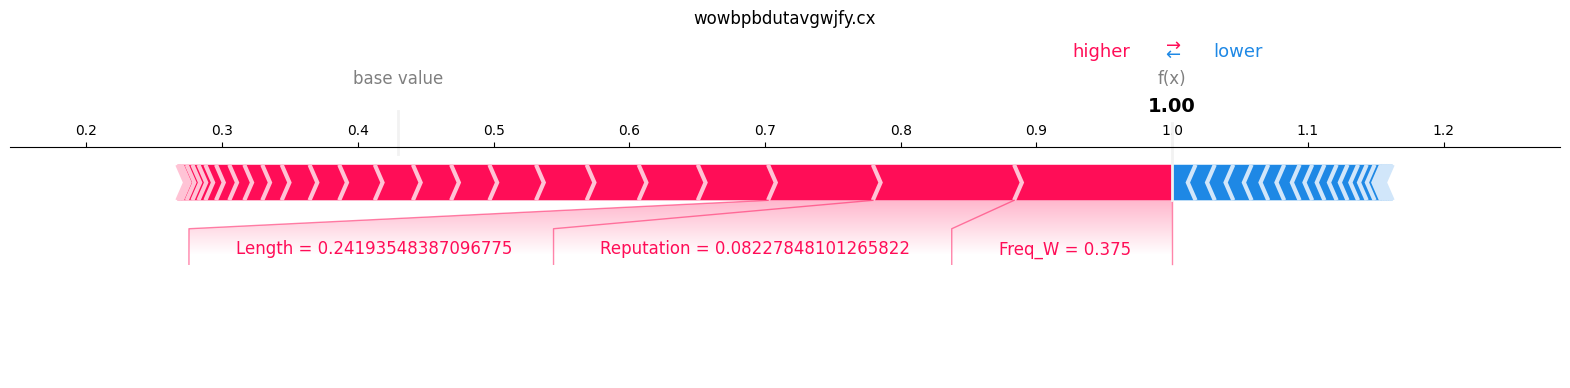 wowbpbdutavgwjfy.cx
higher ⇄ lower
base value f(x)
1.00
0.2 0.3 0.4 0.5 0.6 0.7 0.8 0.9 1.0 1.1 1.2
Length = 0.24193548387096775 Reputation = 0.08227848101265822 Freq_W = 0.375